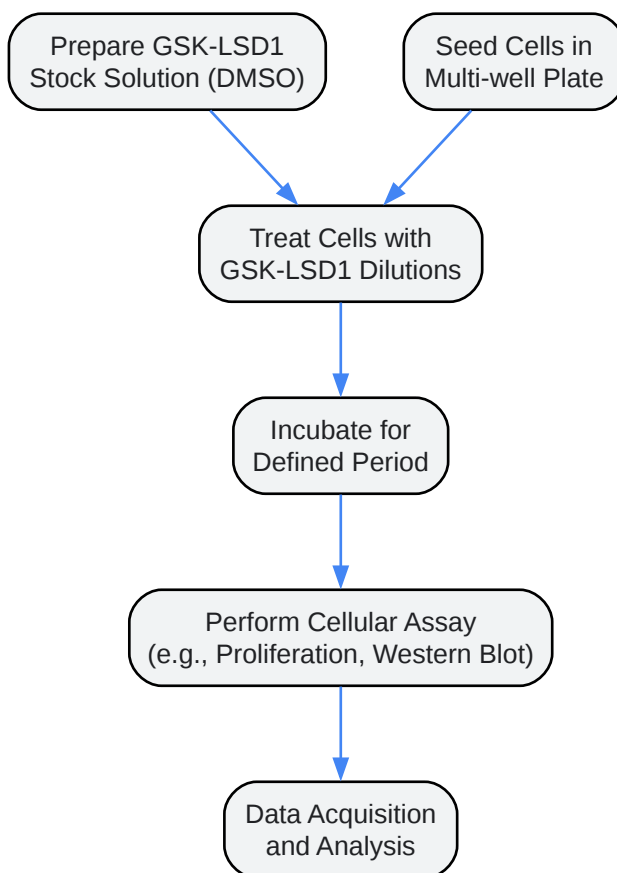 Prepare GSK-LSD1
Stock Solution (DMSO)
Seed Cells in
Multi-well Plate
Treat Cells with
GSK-LSD1 Dilutions
Incubate for
Defined Period
Perform Cellular Assay
(e.g., Proliferation, Western Blot)
Data Acquisition
and Analysis